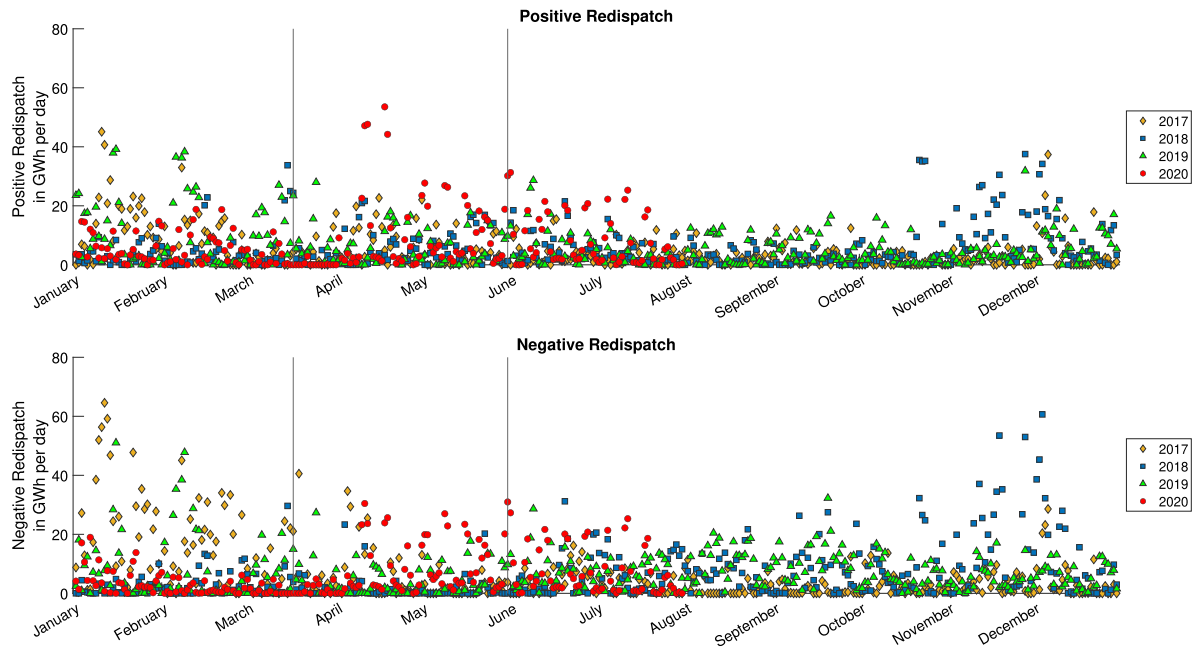 Positive Redispatch
Positive Redispatch
in GWh per day
80
60
40
20
0
January
February
March
April
May
June
July
August
September
October
November
December
2017
2018
2019
2020
Negative Redispatch
Negative Redispatch
in GWh per day
80
60
40
20
0
January
February
March
April
May
June
July
August
September
October
November
December
2017
2018
2019
2020